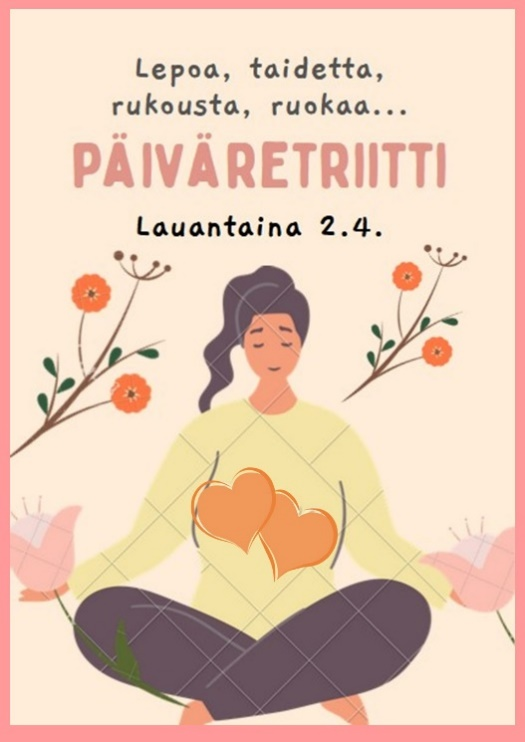 Lepoa, taidetta,
rukousta, ruokaa...
PÄIVÄRETRIITTI
Lauantaina 2.4.